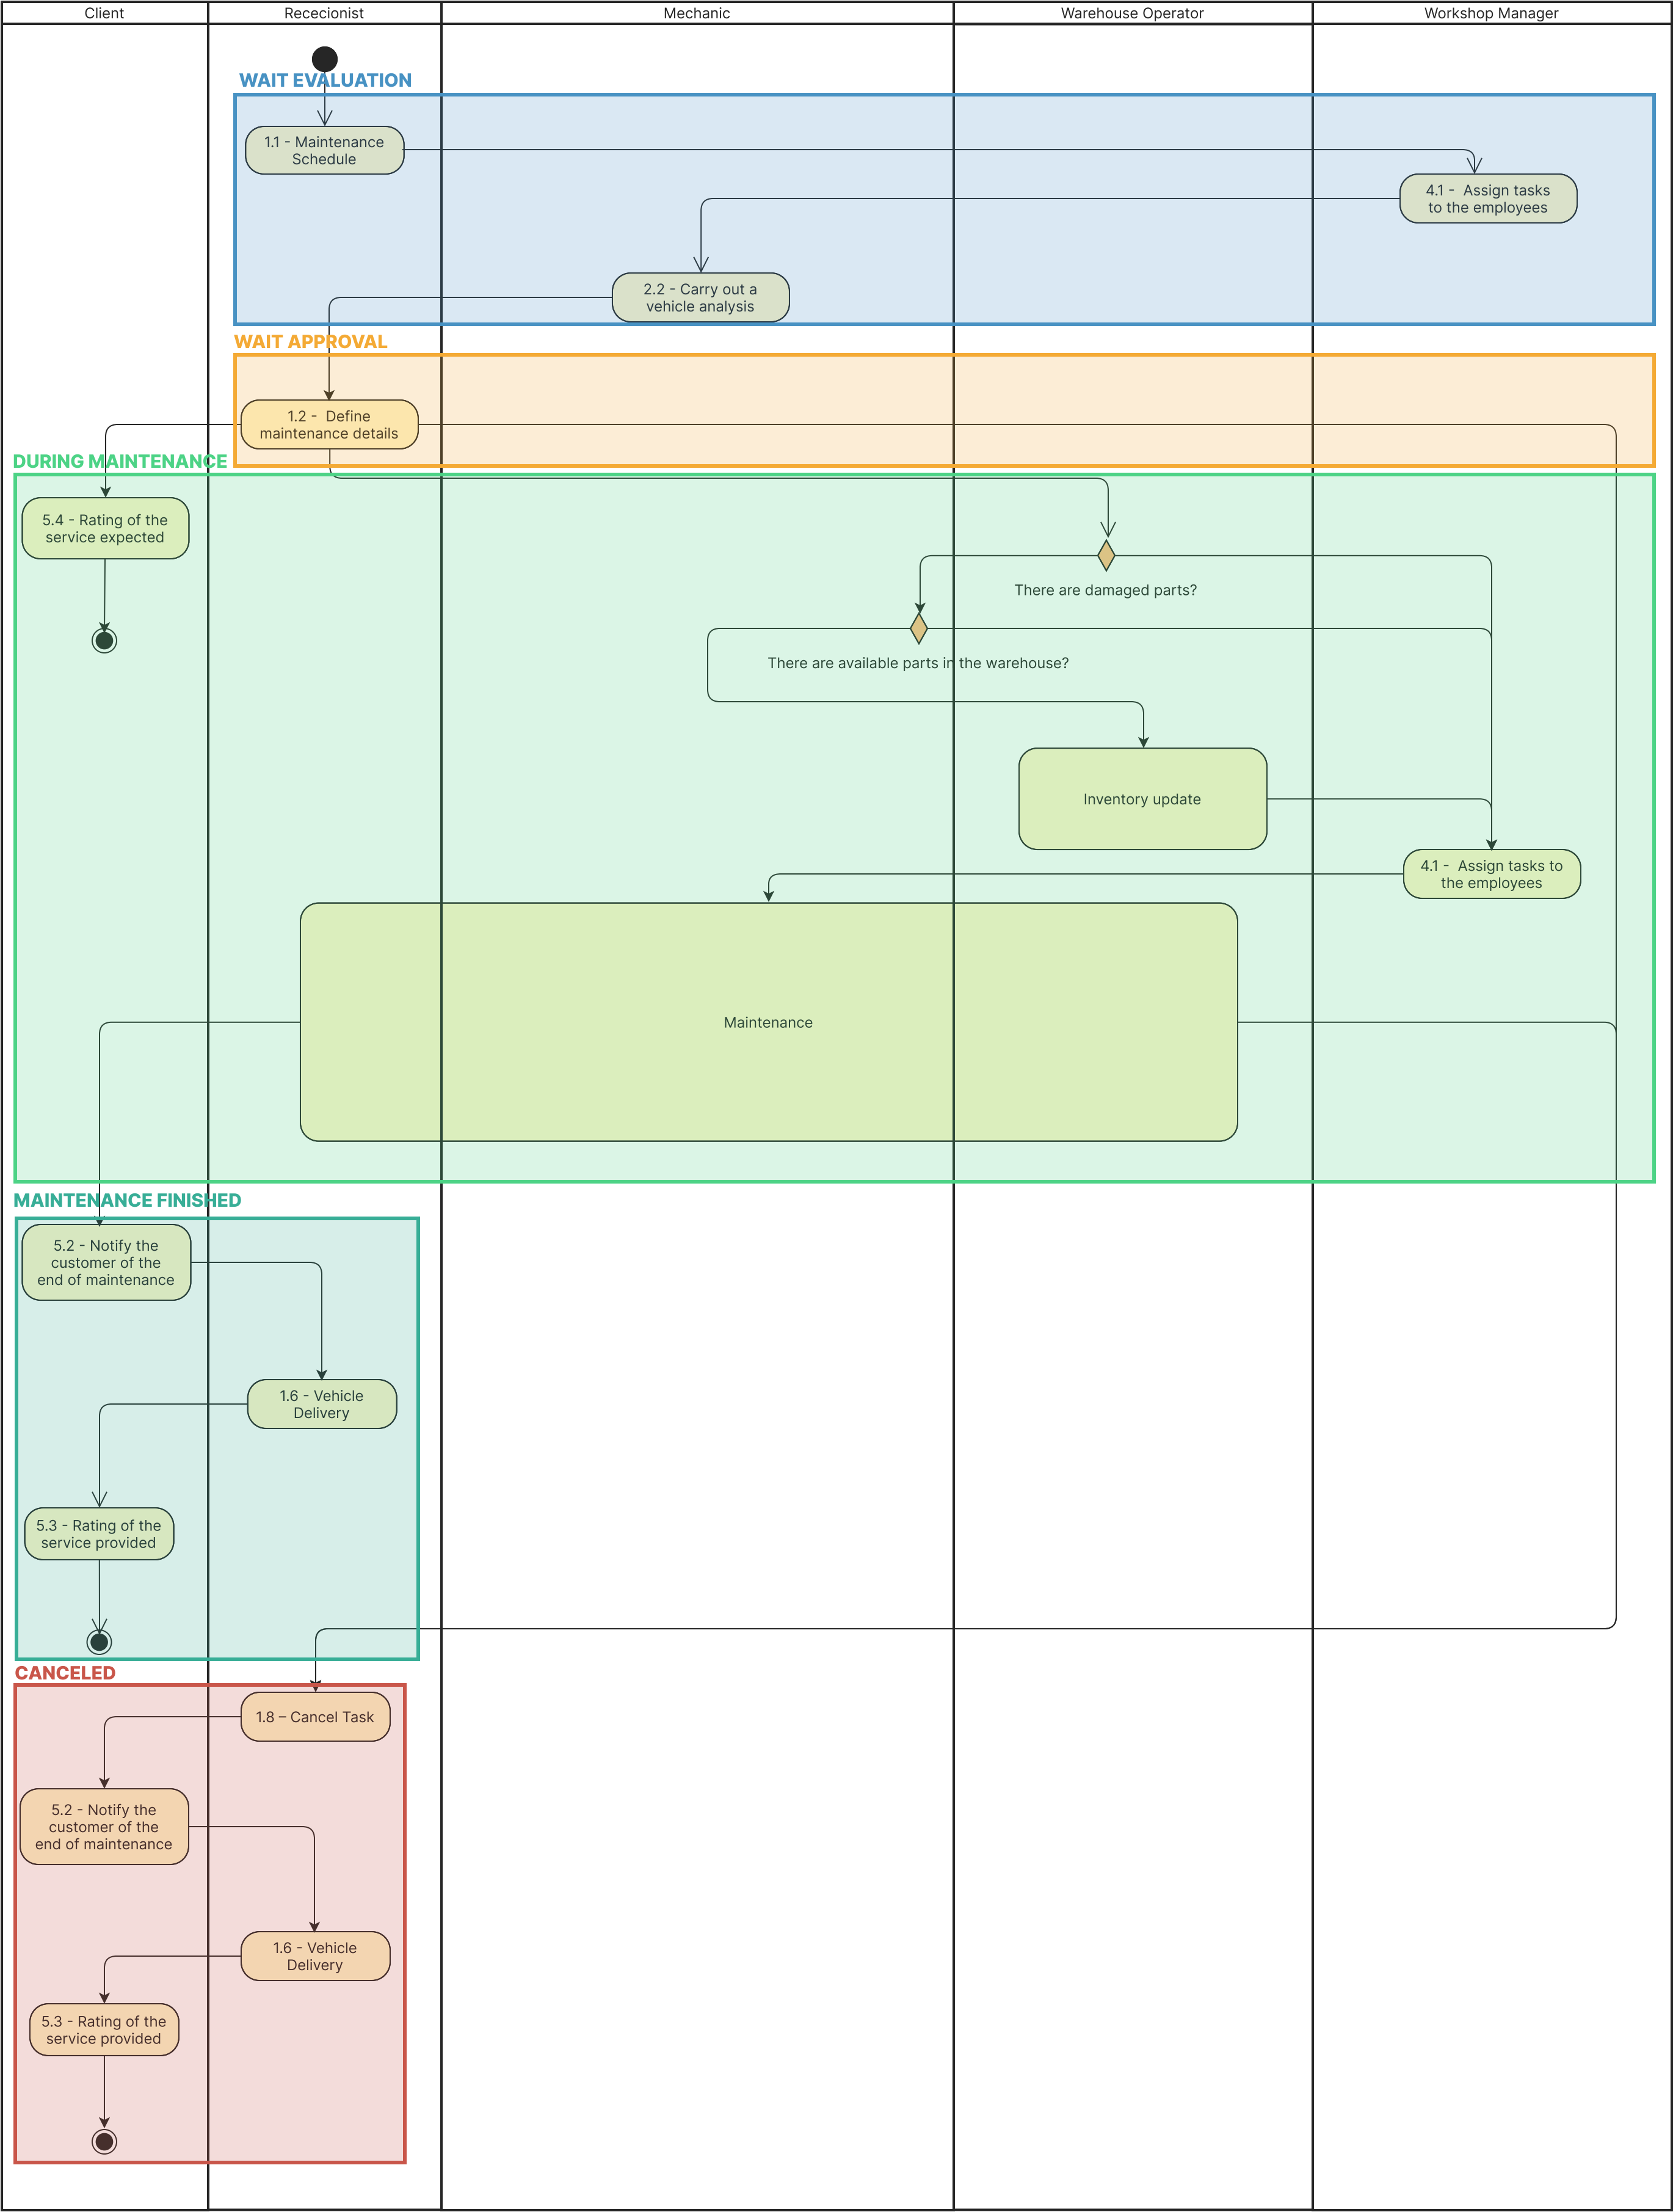 Client
Rececionist
Mechanic
Warehouse Operator
Workshop Manager
WAIT EVALUATION
1.1 - Maintenance
Schedule
4.1 -  Assign tasks
to the employees
2.2 - Carry out a
vehicle analysis
WAIT APPROVAL
1.2 -  Define
maintenance details
DURING MAINTENANCE
5.4 - Rating of the
service expected
There are damaged parts?
There are available parts in the warehouse?
Inventory update
4.1 -  Assign tasks to
the employees
Maintenance
MAINTENANCE FINISHED
5.2 - Notify the
customer of the
end of maintenance
1.6 - Vehicle
Delivery
5.3 - Rating of the
service provided
CANCELED
1.8 – Cancel Task
5.2 - Notify the
customer of the
end of maintenance
1.6 - Vehicle
Delivery
5.3 - Rating of the
service provided